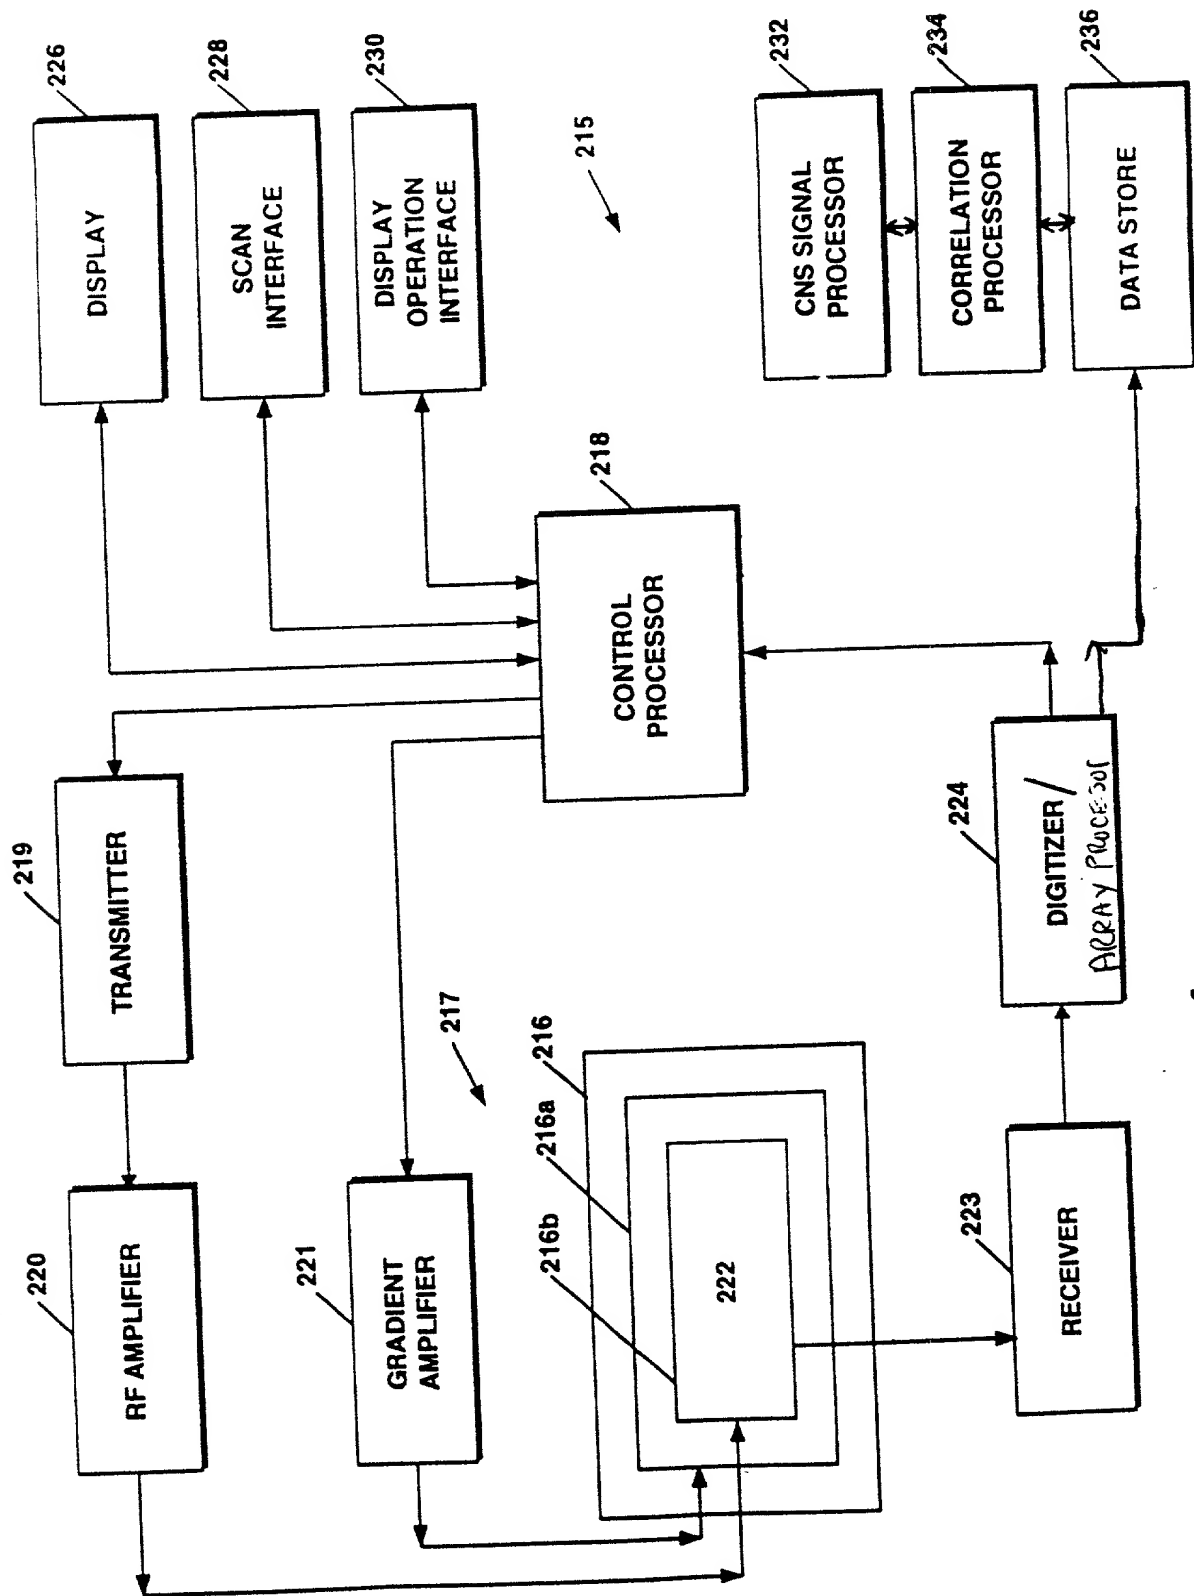 226
DISPLAY
228
SCAN
INTERFACE
230
DISPLAY
OPERATION
INTERFACE
215
232
CNS SIGNAL
PROCESSOR
234
CORRELATION
PROCESSOR
236
DATA STORE
218
CONTROL
PROCESSOR
219
TRANSMITTER
220
RF AMPLIFIER
221
GRADIENT
AMPLIFIER
217
216
216a
216b
222
223
RECEIVER
224
DIGITIZER /
ARRAY PROCESSOR